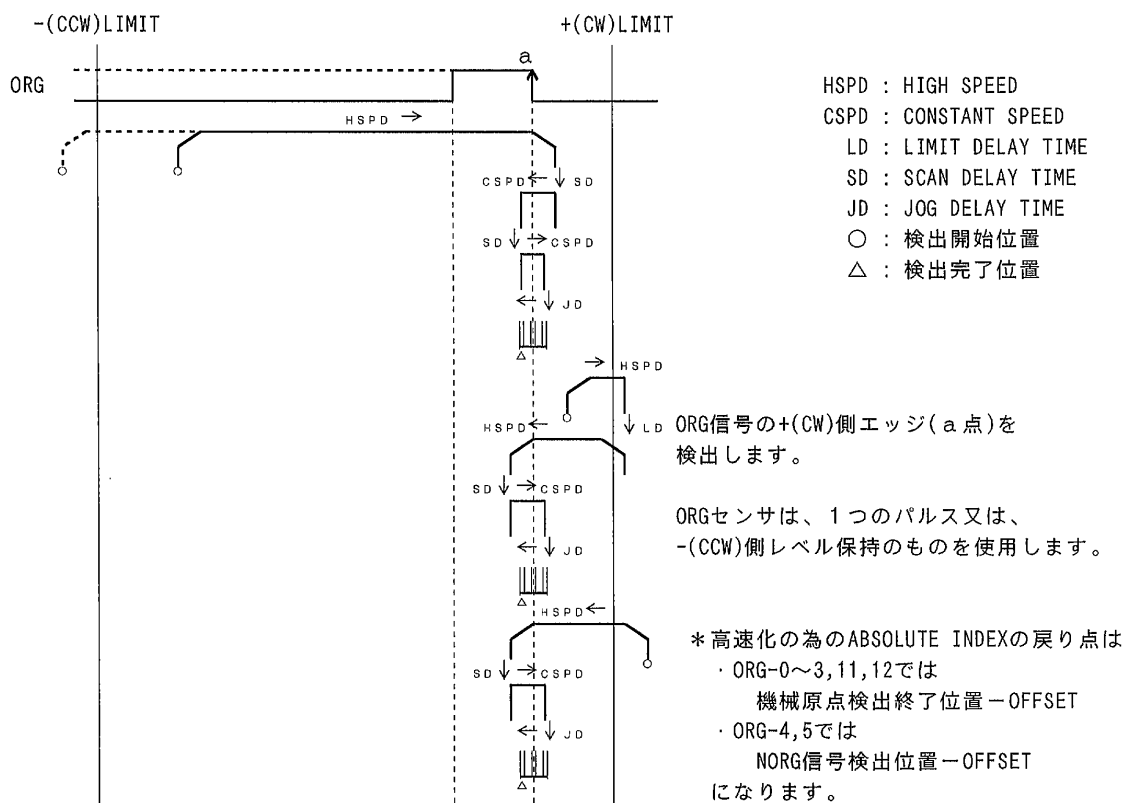 -(CCW)LIMIT
+(CW)LIMIT
a
ORG
HSPD →
HSPD : HIGH SPEED
CSPD : CONSTANT SPEED
LD : LIMIT DELAY TIME
SD : SCAN DELAY TIME
JD : JOG DELAY TIME
○ : 検出開始位置
△ : 検出完了位置
CSPD ← ↓ SD
SD ↓ → CSPD
← ↓ JD
△
→ HSPD
HSPD ← ↓ LD
SD ↓ → CSPD
← ↓ JD
△
HSPD ←
SD ↓ → CSPD
← ↓ JD
△
ORG信号の+(CW)側エッジ(a点)を
検出します。
ORGセンサは、1つのパルス又は、
-(CCW)側レベル保持のものを使用します。
*高速化の為のABSOLUTE INDEXの戻り点は
・ORG-0~3,11,12では
機械原点検出終了位置-OFFSET
・ORG-4,5では
NORG信号検出位置-OFFSET
になります。